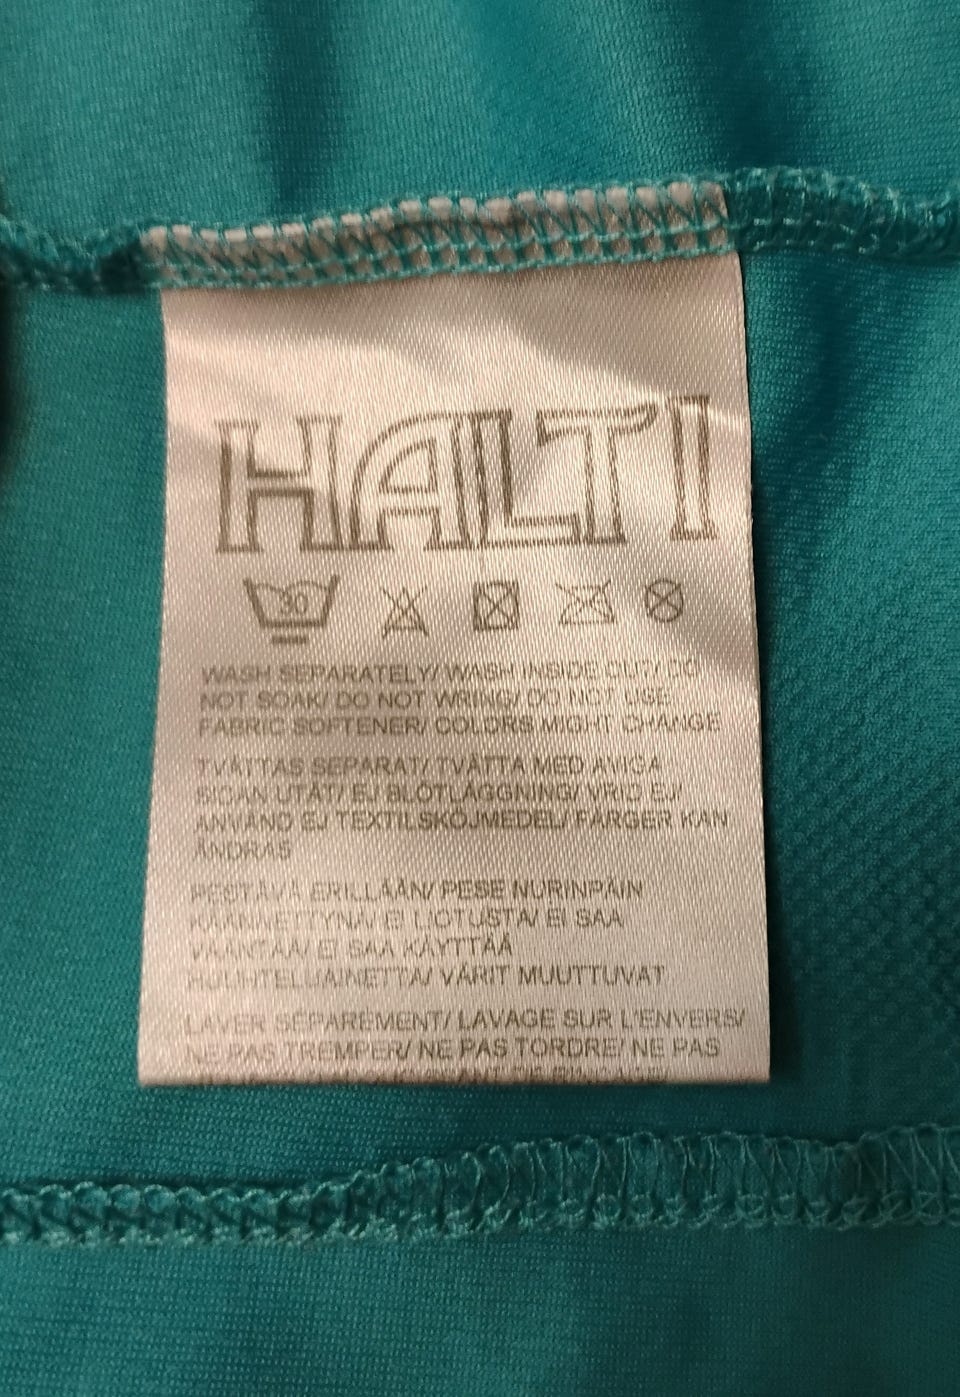 HALTI
30
WASH SEPARATELY/ WASH INSIDE OUT/ DO
NOT SOAK/ DO NOT WRING/ DO NOT USE
FABRIC SOFTENER/ COLORS MIGHT CHANGE
TVÄTTAS SEPARAT/ TVÄTTA MED AVIGA
SIDAN UTÅT/ EJ BLÖTLÄGGNING/ VRID EJ/
ANVÄND EJ TEXTILSKÖJMEDEL/ FÄRGER KAN
ÄNDRAS
PESTÄVÄ ERILLÄÄN/ PESE NURINPÄIN
KÄÄNNETTYNÄ/ EI LIOTUSTA/ EI SAA
VÄÄNTÄÄ/ EI SAA KÄYTTÄÄ
HUUHTELUAINETTA/ VÄRIT MUUTTUVAT
LAVER SÉPARÉMENT/ LAVAGE SUR L'ENVERS/
NE PAS TREMPER/ NE PAS TORDRE/ NE PAS